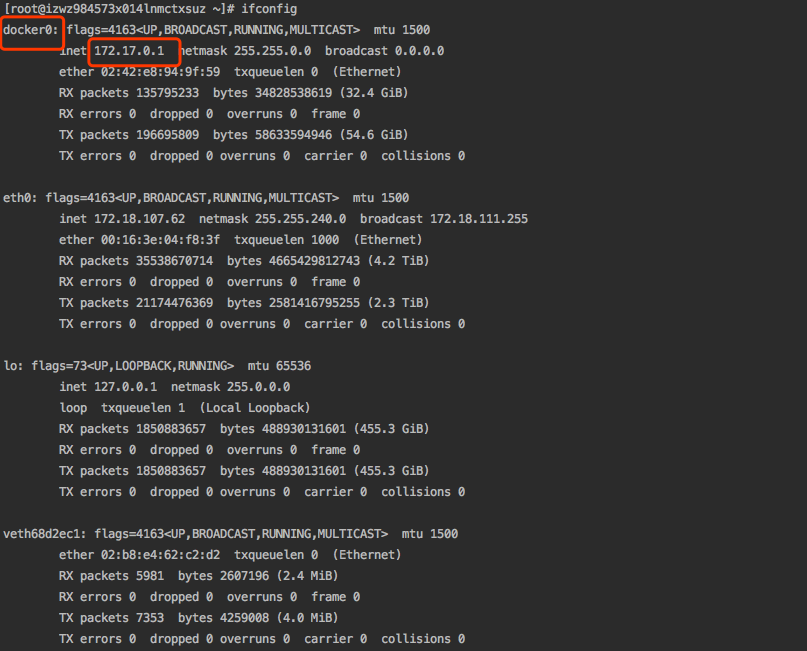 [root@izwz984573x014lnmctxsuz ~]# ifconfig
docker0: flags=4163<UP,BROADCAST,RUNNING,MULTICAST>  mtu 1500
inet 172.17.0.1  netmask 255.255.0.0  broadcast 0.0.0.0
ether 02:42:e8:94:9f:59  txqueuelen 0  (Ethernet)
RX packets 135795233  bytes 34828538619 (32.4 GiB)
RX errors 0  dropped 0  overruns 0  frame 0
TX packets 196695809  bytes 58633594946 (54.6 GiB)
TX errors 0  dropped 0 overruns 0  carrier 0  collisions 0
eth0: flags=4163<UP,BROADCAST,RUNNING,MULTICAST>  mtu 1500
inet 172.18.107.62  netmask 255.255.240.0  broadcast 172.18.111.255
ether 00:16:3e:04:f8:3f  txqueuelen 1000  (Ethernet)
RX packets 35538670714  bytes 4665429812743 (4.2 TiB)
RX errors 0  dropped 0  overruns 0  frame 0
TX packets 21174476369  bytes 2581416795255 (2.3 TiB)
TX errors 0  dropped 0 overruns 0  carrier 0  collisions 0
lo: flags=73<UP,LOOPBACK,RUNNING>  mtu 65536
inet 127.0.0.1  netmask 255.0.0.0
loop  txqueuelen 1  (Local Loopback)
RX packets 1850883657  bytes 488930131601 (455.3 GiB)
RX errors 0  dropped 0  overruns 0  frame 0
TX packets 1850883657  bytes 488930131601 (455.3 GiB)
TX errors 0  dropped 0 overruns 0  carrier 0  collisions 0
veth68d2ec1: flags=4163<UP,BROADCAST,RUNNING,MULTICAST>  mtu 1500
ether 02:b8:e4:62:c2:d2  txqueuelen 0  (Ethernet)
RX packets 5981  bytes 2607196 (2.4 MiB)
RX errors 0  dropped 0  overruns 0  frame 0
TX packets 7353  bytes 4259008 (4.0 MiB)
TX errors 0  dropped 0 overruns 0  carrier 0  collisions 0